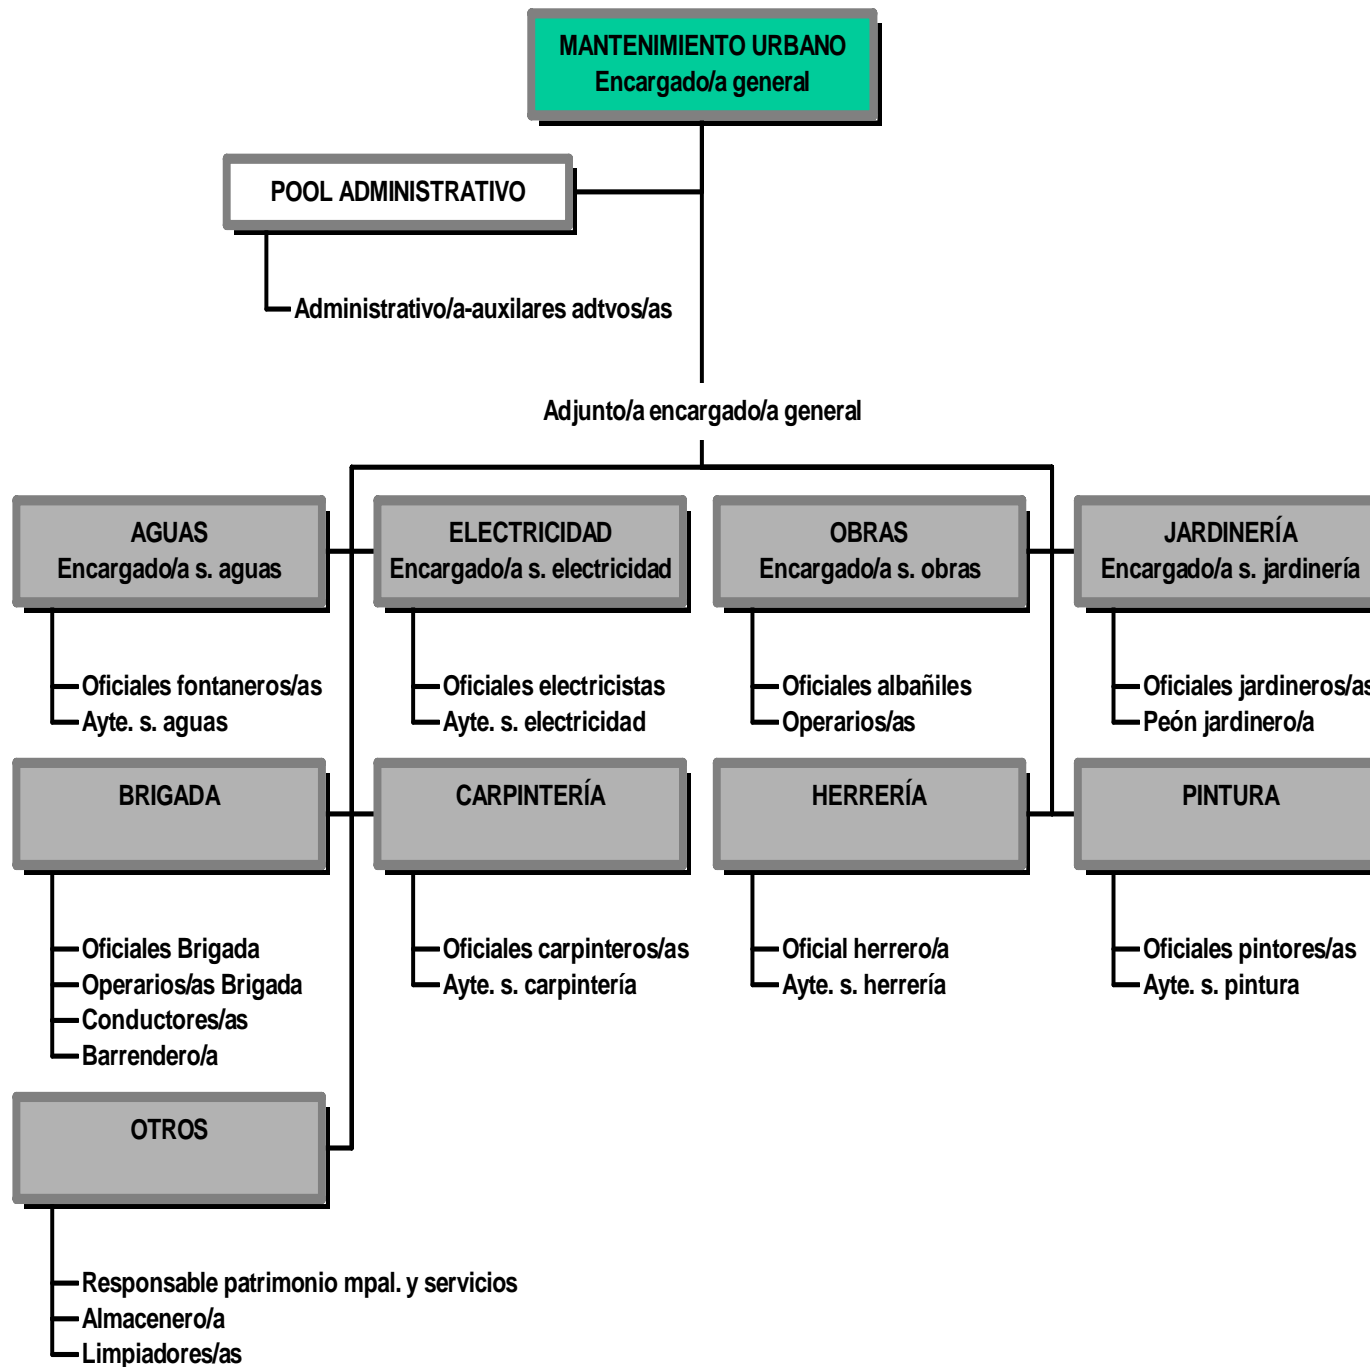 MANTENIMIENTO URBANO
Encargado/a general
POOL ADMINISTRATIVO
Administrativo/a-auxilares adtvos/as
Adjunto/a encargado/a general
AGUAS
Encargado/a s. aguas
Oficiales fontaneros/as
Ayte. s. aguas
ELECTRICIDAD
Encargado/a s. electricidad
Oficiales electricistas
Ayte. s. electricidad
OBRAS
Encargado/a s. obras
Oficiales albañiles
Operarios/as
JARDINERÍA
Encargado/a s. jardinería
Oficiales jardineros/as
Peón jardinero/a
BRIGADA
Oficiales Brigada
Operarios/as Brigada
Conductores/as
Barrendero/a
CARPINTERÍA
Oficiales carpinteros/as
Ayte. s. carpintería
HERRERÍA
Oficial herrero/a
Ayte. s. herrería
PINTURA
Oficiales pintores/as
Ayte. s. pintura
OTROS
Responsable patrimonio mpal. y servicios
Almacenero/a
Limpiadores/as